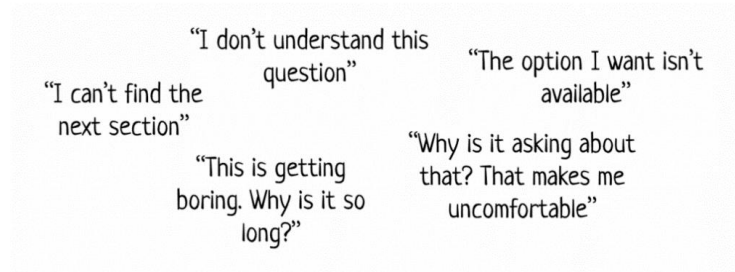 “I don’t understand this
question”
“The option I want isn’t
available”
“I can’t find the
next section”
“Why is it asking about
that? That makes me
uncomfortable”
“This is getting
boring. Why is it so
long?”